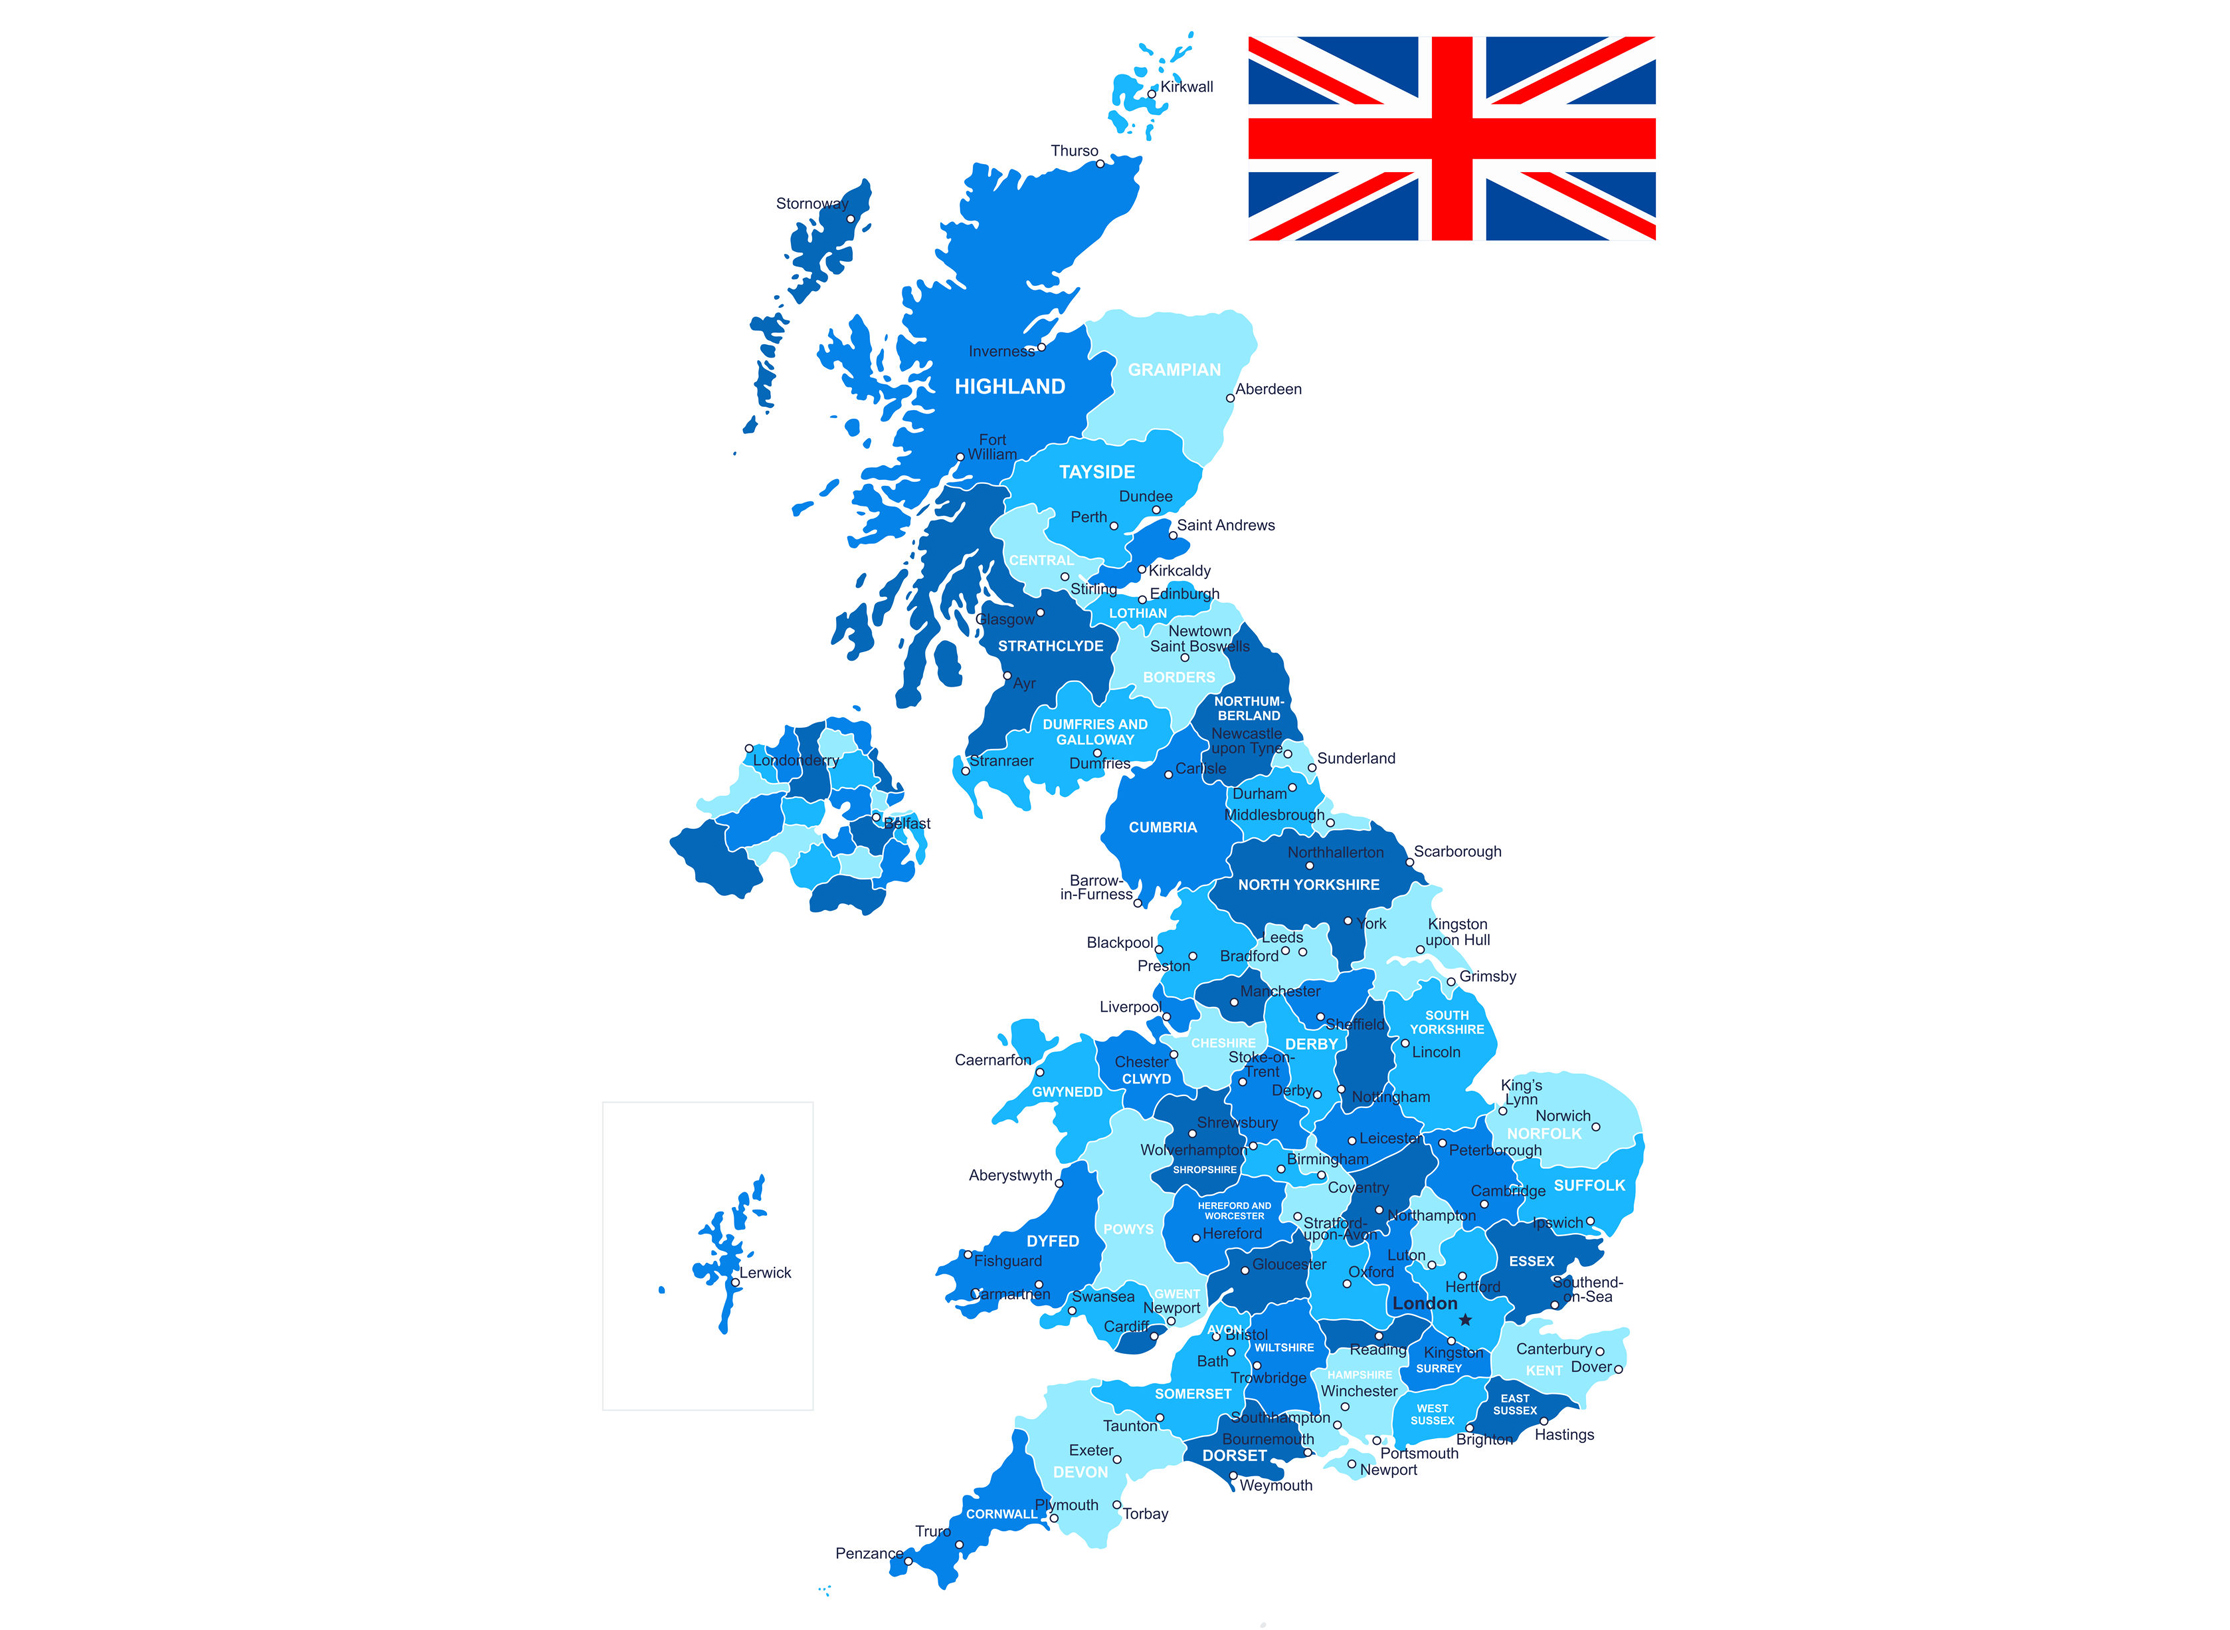 Kirkwall
Thurso
Stornoway
Inverness
HIGHLAND
GRAMPIAN
Aberdeen
Fort
William
TAYSIDE
Dundee
Perth
Saint Andrews
CENTRAL
Kirkcaldy
Stirling
Edinburgh
LOTHIAN
Glasgow
Newtown
Saint Boswells
STRATHCLYDE
BORDERS
Ayr
NORTHUM-
BERLAND
DUMFRIES AND
GALLOWAY
Newcastle
upon Tyne
Londonderry
Stranraer
Dumfries
Carlisle
Sunderland
Durham
Middlesbrough
Belfast
CUMBRIA
Northhallerton
Scarborough
NORTH YORKSHIRE
Barrow-
in-Furness
York
Kingston
upon Hull
Blackpool
Leeds
Bradford
Preston
Grimsby
Manchester
Liverpool
Sheffield
SOUTH
YORKSHIRE
CHESHIRE
DERBY
Lincoln
Caernarfon
Chester
Stoke-on-
Trent
CLWYD
GWYNEDD
Derby
Nottingham
King's
Lynn
Norwich
NORFOLK
Shrewsbury
Leicester
Wolverhampton
Peterborough
Birmingham
SHROPSHIRE
Aberystwyth
Coventry
Cambridge
SUFFOLK
HEREFORD AND
WORCESTER
Northampton
Ipswich
POWYS
Hereford
Stratford-
upon-Avon
DYFED
Fishguard
Gloucester
Luton
ESSEX
Lerwick
Oxford
Hertford
Southend-
on-Sea
Carmarthen
Swansea
GWENT
Newport
London
Cardiff
AVON
Bristol
WILTSHIRE
Reading
Kingston
Canterbury
Bath
Dover
SURREY
KENT
Trowbridge
HAMPSHIRE
Winchester
SOMERSET
WEST
SUSSEX
EAST
SUSSEX
Taunton
Southhampton
Hastings
Bournemouth
Brighton
Exeter
DORSET
Portsmouth
DEVON
Newport
Weymouth
Plymouth
Torbay
CORNWALL
Truro
Penzance